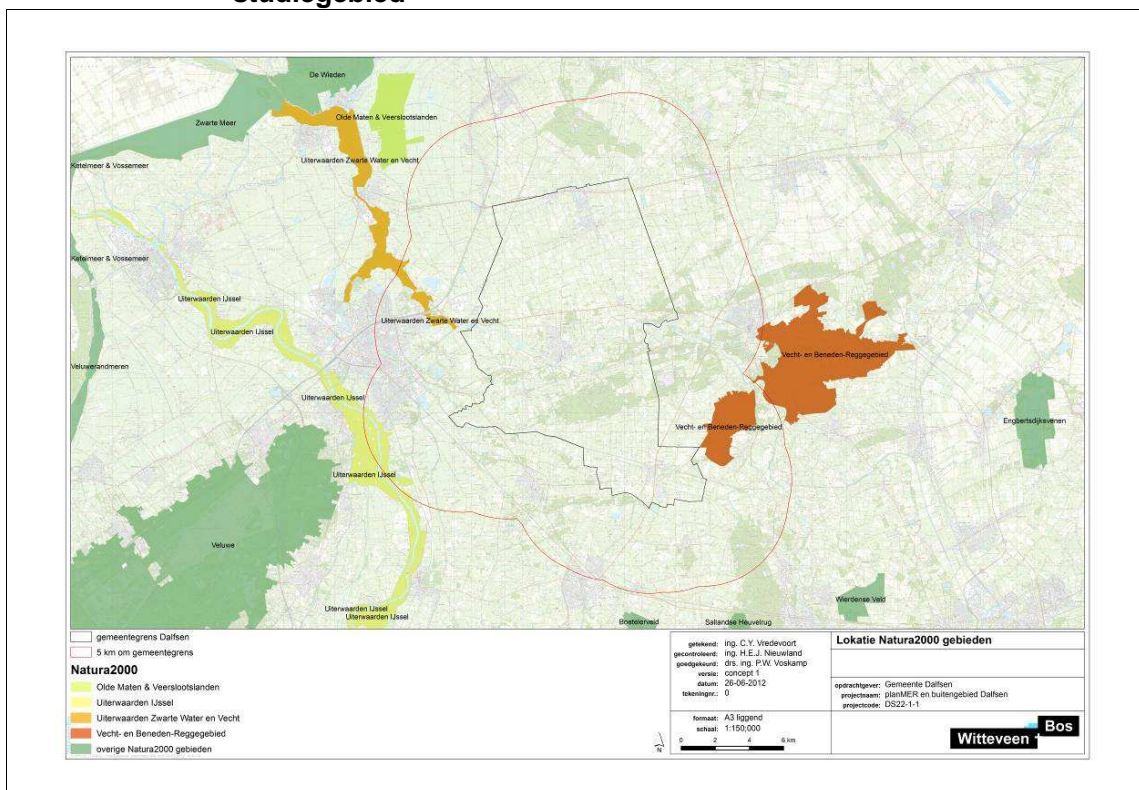 studiegebied
De Wieden
Olde Maten & Veerslootslanden
Zwarte Meer
Uiterwaarden Zwarte Water en Vecht
Ketelmeer & Vossemeer
Ketelmeer & Vossemeer
Uiterwaarden IJssel
Uiterwaarden Zwarte Water en Vecht
Uiterwaarden IJssel
Vecht- en Beneden-Reggegebied
Veluwerandmeren
Uiterwaarden IJssel
Engbertsdijksvenen
Vecht- en Beneden-Reggegebied
Uiterwaarden IJssel
Veluwe
Wierdense Veld
Uiterwaarden IJssel
Uiterwaarden IJssel
Boetelerveld
Sallandse Heuvelrug
gemeentegrens Dalfsen
5 km om gemeentegrens
Natura2000
Olde Maten & Veerslootslanden
Uiterwaarden IJssel
Uiterwaarden Zwarte Water en Vecht
Vecht- en Beneden-Reggegebied
overige Natura2000 gebieden
getekend: ing. C.Y. Vredevoort
gecontroleerd: ing. H.E.J. Nieuwland
goedgekeurd: drs. ing. P.W. Voskamp
versie: concept 1
datum: 26-06-2012
tekeningnr.: 0
formaat: A3 liggend
schaal: 1:150;000
0 2 4 6 km
N
Lokatie Natura2000 gebieden
opdrachtgever: Gemeente Dalfsen
projectnaam: planMER en buitengebied Dalfsen
projectcode: DS22-1-1
Witteveen + Bos